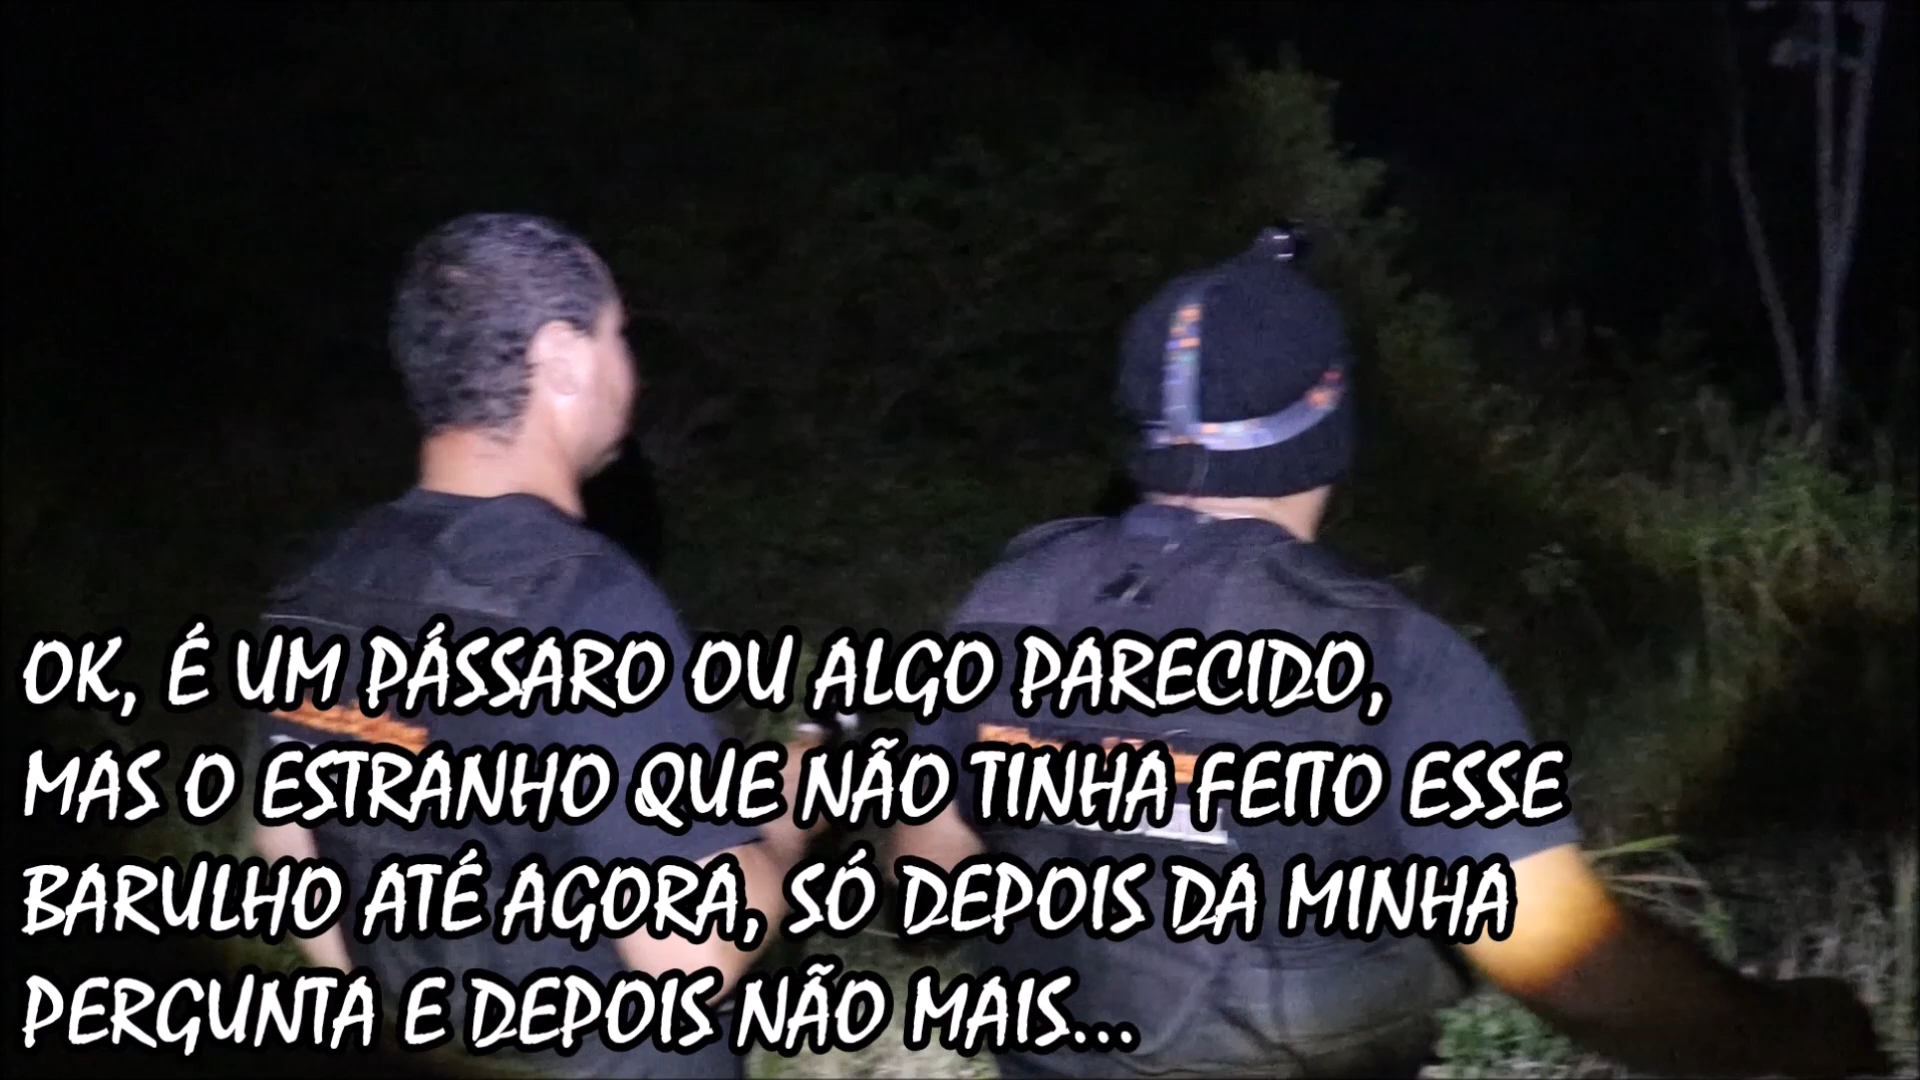 OK, É UM PÁSSARO OU ALGO PARECIDO,
MAS O ESTRANHO QUE NÃO TINHA FEITO ESSE
BARULHO ATÉ AGORA, SÓ DEPOIS DA MINHA
PERGUNTA E DEPOIS NÃO MAIS...